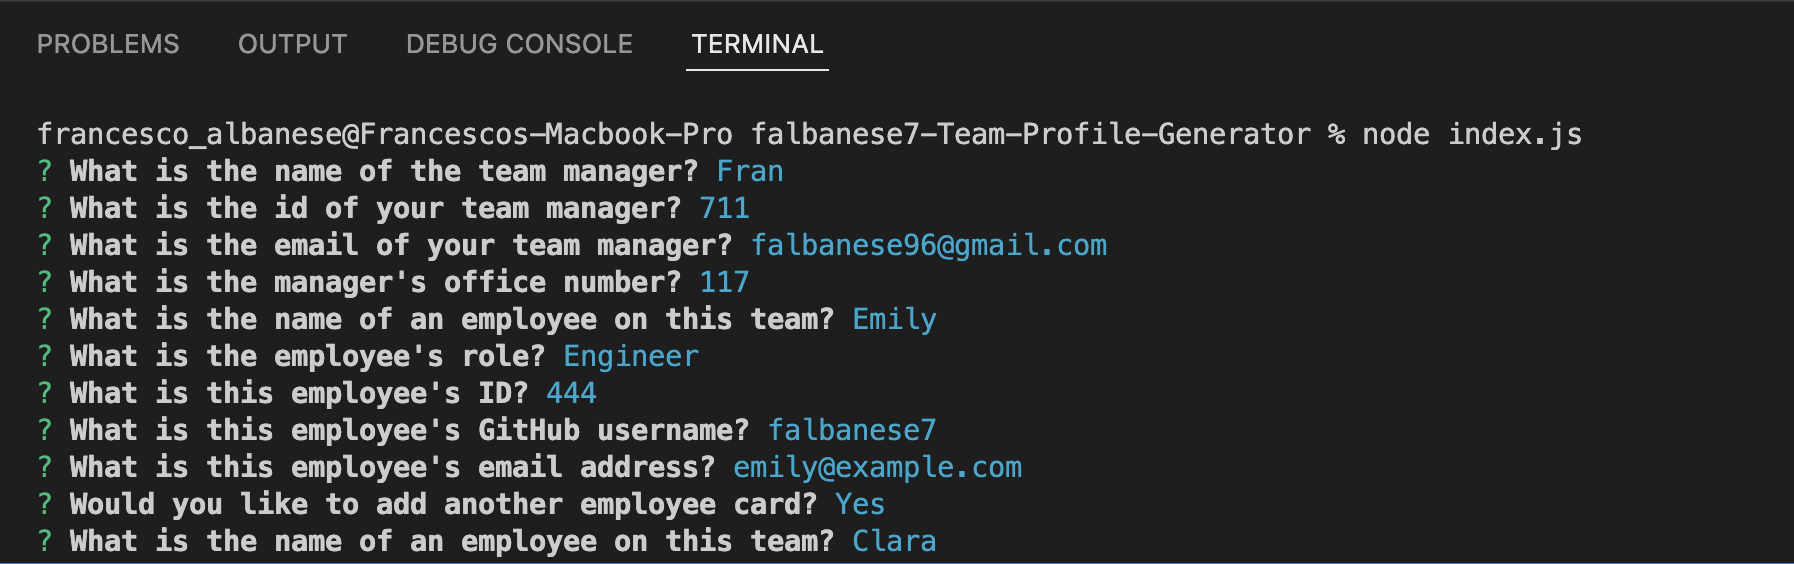 PROBLEMS OUTPUT DEBUG CONSOLE TERMINAL
francesco_albanese@Francescos-Macbook-Pro falbanese7-Team-Profile-Generator % node index.js
? What is the name of the team manager? Fran
? What is the id of your team manager? 711
? What is the email of your team manager? falbanese96@gmail.com
? What is the manager's office number? 117
? What is the name of an employee on this team? Emily
? What is the employee's role? Engineer
? What is this employee's ID? 444
? What is this employee's GitHub username? falbanese7
? What is this employee's email address? emily@example.com
? Would you like to add another employee card? Yes
? What is the name of an employee on this team? Clara